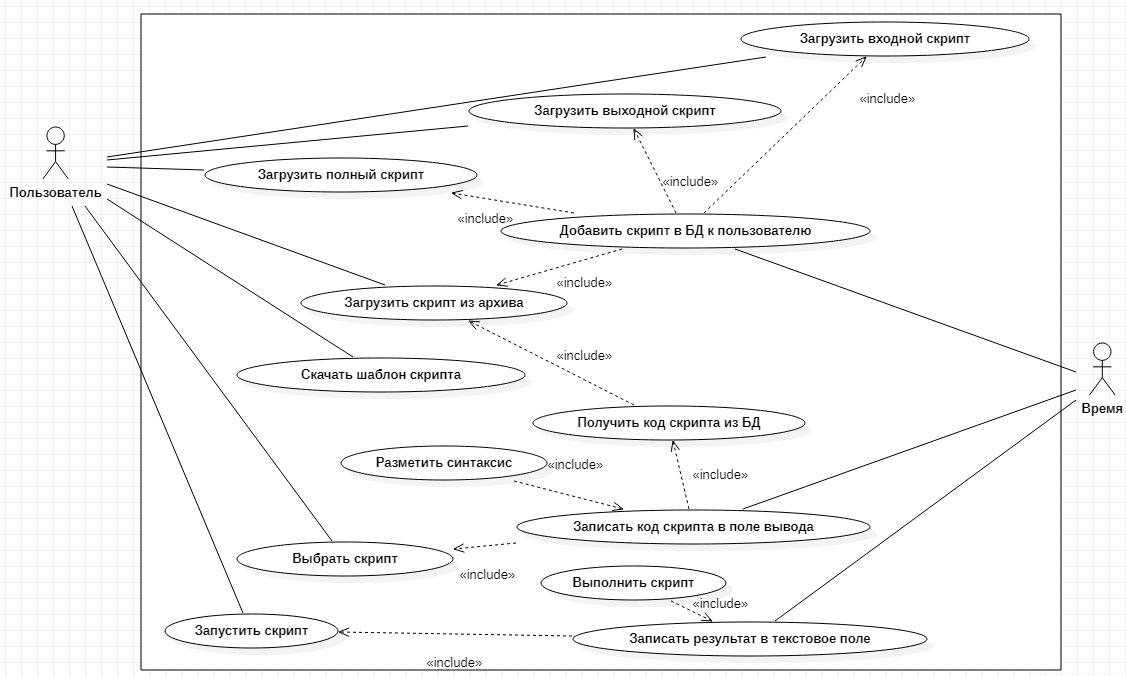 Загрузить входной скрипт
«include»
Загрузить выходной скрипт
Пользователь
Загрузить полный скрипт
«include»
«include»
Добавить скрипт в БД к пользователю
«include»
Загрузить скрипт из архива
«include»
Скачать шаблон скрипта
Время
Получить код скрипта из БД
Разметить синтаксис
«include»
«include»
Записать код скрипта в поле вывода
Выбрать скрипт
«include»
Выполнить скрипт
«include»
Запустить скрипт
Записать результат в текстовое поле
«include»